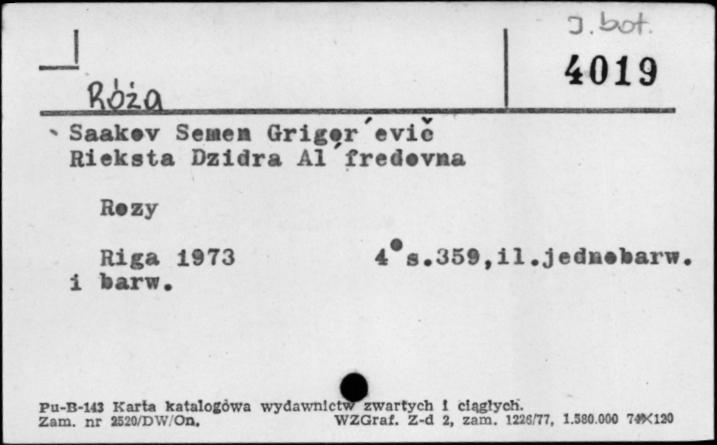 J. bot.
4019
Róża
Saakov Semen Grigor´evič
Rieksta Dzidra Al´fredovna
Rozy
Riga 1973 4° s.359,il.jednobarw.
i barw.
Pu-B-143 Karta katalogowa wydawnictw zwartych i ciągłych.
Zam. nr 2520/DW/On. WZGraf. Z-d 2, zam. 1226/77, 1.580.000 74×120